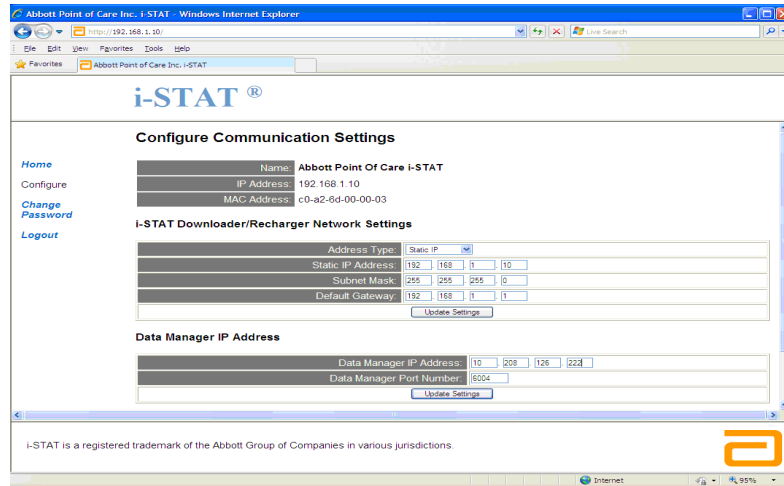 Abbott Point of Care Inc. i-STAT - Windows Internet Explorer
http://192.168.1.10/
Live Search
File Edit View Favorites Tools Help
Favorites Abbott Point of Care Inc. i-STAT
i-STAT ®
Configure Communication Settings
Home
Configure
Change
Password
Logout
Name: Abbott Point Of Care i-STAT
IP Address: 192.168.1.10
MAC Address: c0-a2-6d-00-00-03
i-STAT Downloader/Recharger Network Settings
Address Type: Static IP
Static IP Address: 192 . 168 . 1 . 10
Subnet Mask: 255 . 255 . 255 . 0
Default Gateway: 192 . 168 . 1 . 1
Update Settings
Data Manager IP Address
Data Manager IP Address: 10 . 208 . 126 . 222
Data Manager Port Number: 6004
Update Settings
i-STAT is a registered trademark of the Abbott Group of Companies in various jurisdictions.
Internet 95%